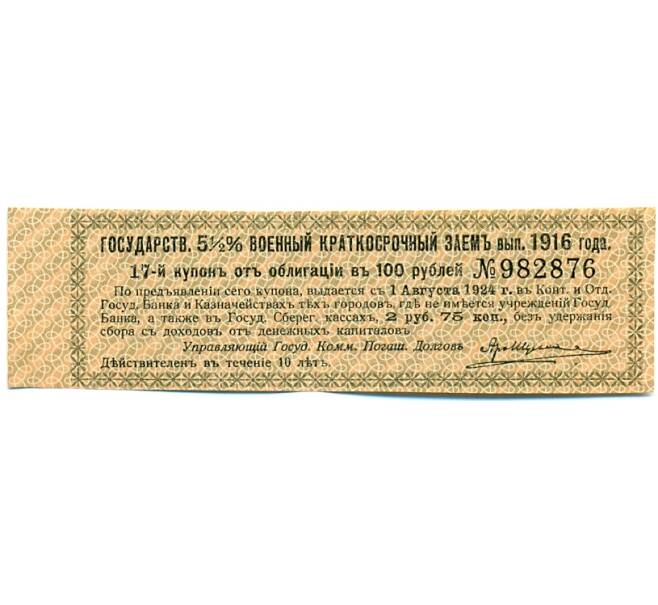 ГОСУДАРСТВ. 5½% ВОЕННЫЙ КРАТКОСРОЧНЫЙ ЗАЕМЪ вып. 1916 года.
17-й купонъ отъ облигаціи въ 100 рублей №982876
По предъявленіи сего купона, выдается съ 1 Августа 1924 г. въ Конт. и Отд.
Госуд. Банка и Казначействахъ тѣхъ городовъ, гдѣ не имѣется учрежденій Госуд.
Банка, а также въ Госуд. Сберег. кассахъ, 2 руб. 75 коп., безъ удержанія
сбора съ доходовъ отъ денежныхъ капиталовъ.
Управляющій Госуд. Комм. Погаш. Долговъ
Дѣйствителенъ въ теченіе 10 лѣтъ.